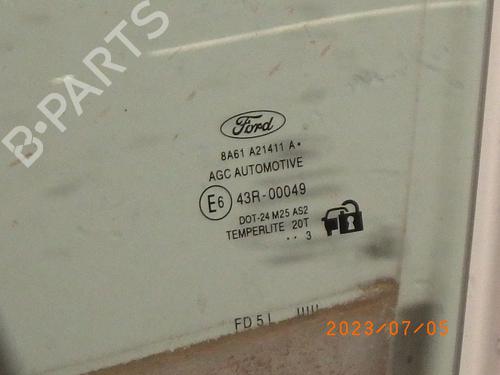 B-PARTS
Ford
8A61 A21411 A•
AGC AUTOMOTIVE
E6 43R-00049
DOT-24 M25 AS2
TEMPERLITE 20T
•• 3
FD 5 L
2023/07/05